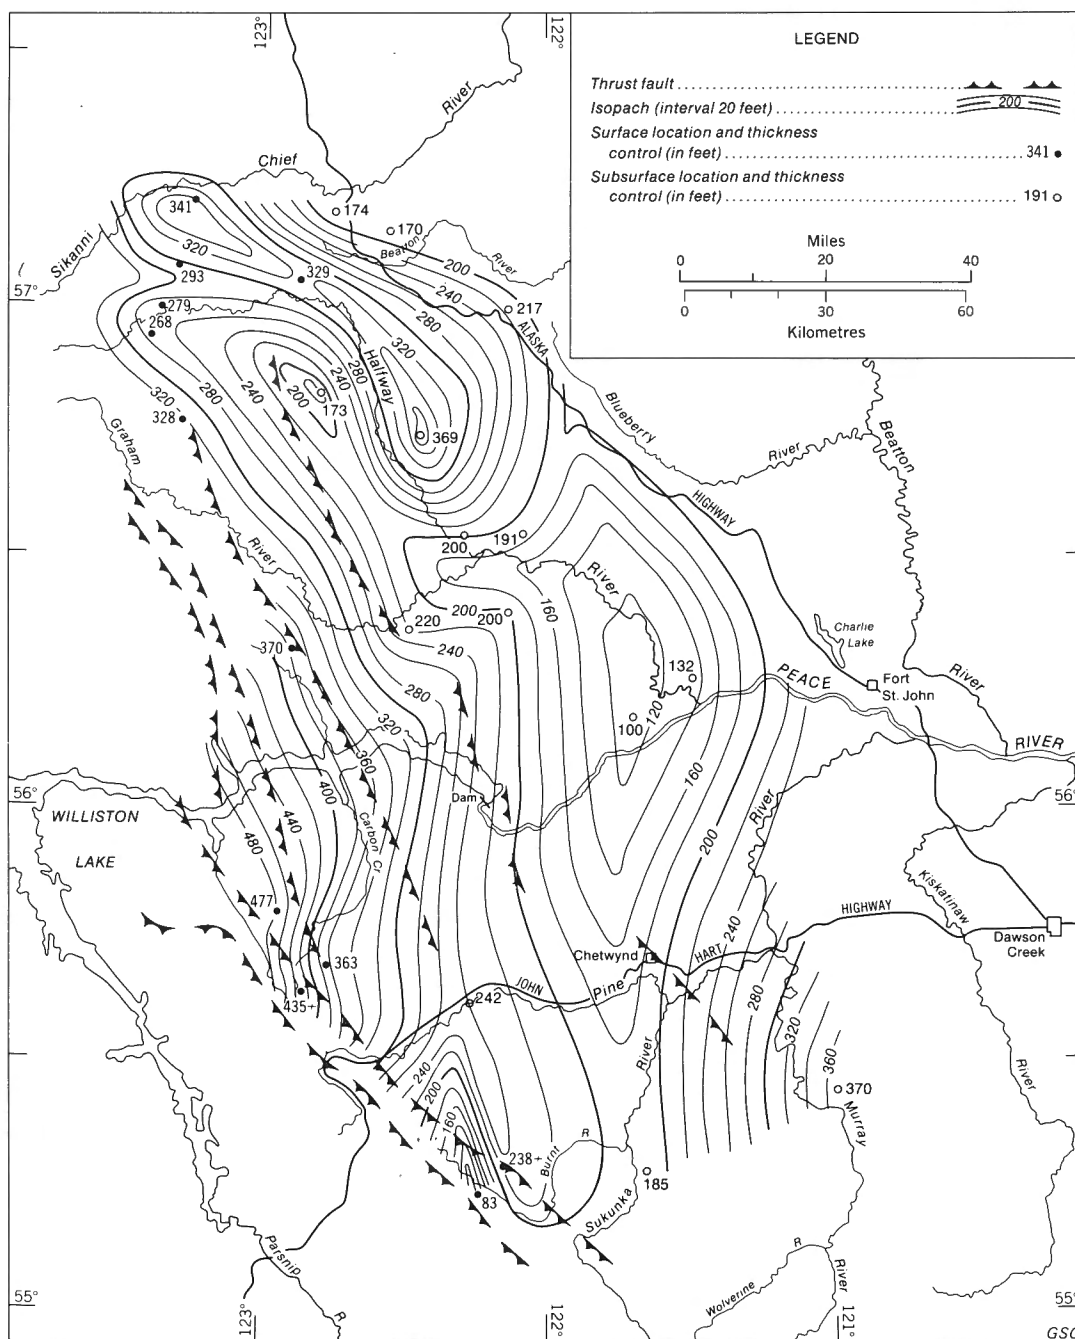 123°
122°
LEGEND
Thrust fault
Isopach (interval 20 feet) 200
Surface location and thickness
control (in feet) 341
Subsurface location and thickness
control (in feet) 191
Miles
0 20 40
0 30 60
Kilometres
River
Chief
Sikanni
341
174
170
Beatton
River
320
200
293
329
240
57°
279
217
268
280
ALASKA
320
Halfway
280
240
320
280
240
200
173
Blueberry
328
369
River
Beatton
Graham
HIGHWAY
River
200
191
River
160
220
200
200
Charlie
Lake
370
240
132
PEACE
Fort
St. John
River
280
120
100
320
RIVER
360
160
400
Dam
56°
56°
WILLISTON
LAKE
440
Carbon Cr.
River
480
200
Kiskatinaw
477
HIGHWAY
240
Dawson
Creek
Chetwynd
HART
363
JOHN
Pine
435+
242
280
320
River
360
240
200
370
160
Murray
River
R
238+
Burnt
185
83
Sukunka
Parsnip
R
Wolverine
R
River
55°
55°
123°
122°
121°
GSC